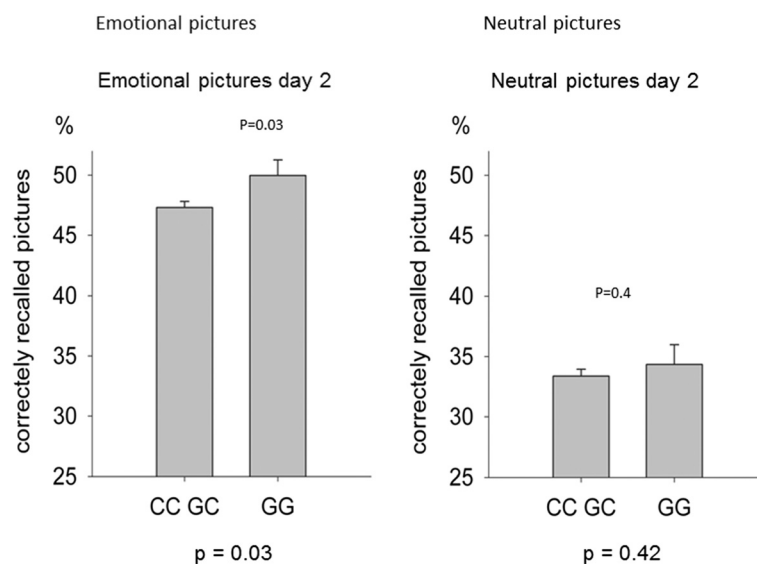 Emotional pictures
Neutral pictures
Emotional pictures day 2
Neutral pictures day 2
%
P=0.03
correctely recalled pictures
50
45
40
35
30
25
CC GC
GG
p = 0.03
%
P=0.4
correctely recalled pictures
50
45
40
35
30
25
CC GC
GG
p = 0.42